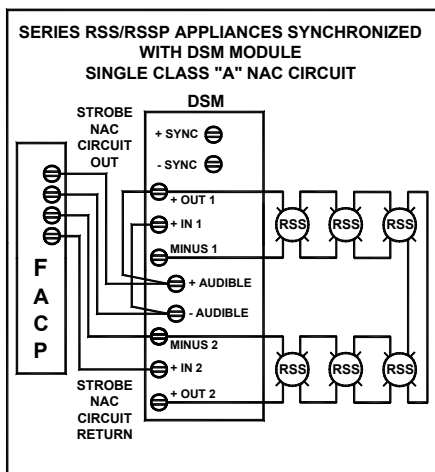 SERIES RSS/RSSP APPLIANCES SYNCHRONIZED
WITH DSM MODULE
SINGLE CLASS "A" NAC CIRCUIT
STROBE
NAC
CIRCUIT
OUT
DSM
+ SYNC
- SYNC
+ OUT 1
+ IN 1
MINUS 1
+ AUDIBLE
- AUDIBLE
MINUS 2
+ IN 2
+ OUT 2
F
A
C
P
STROBE
NAC
CIRCUIT
RETURN
RSS RSS RSS
RSS RSS RSS